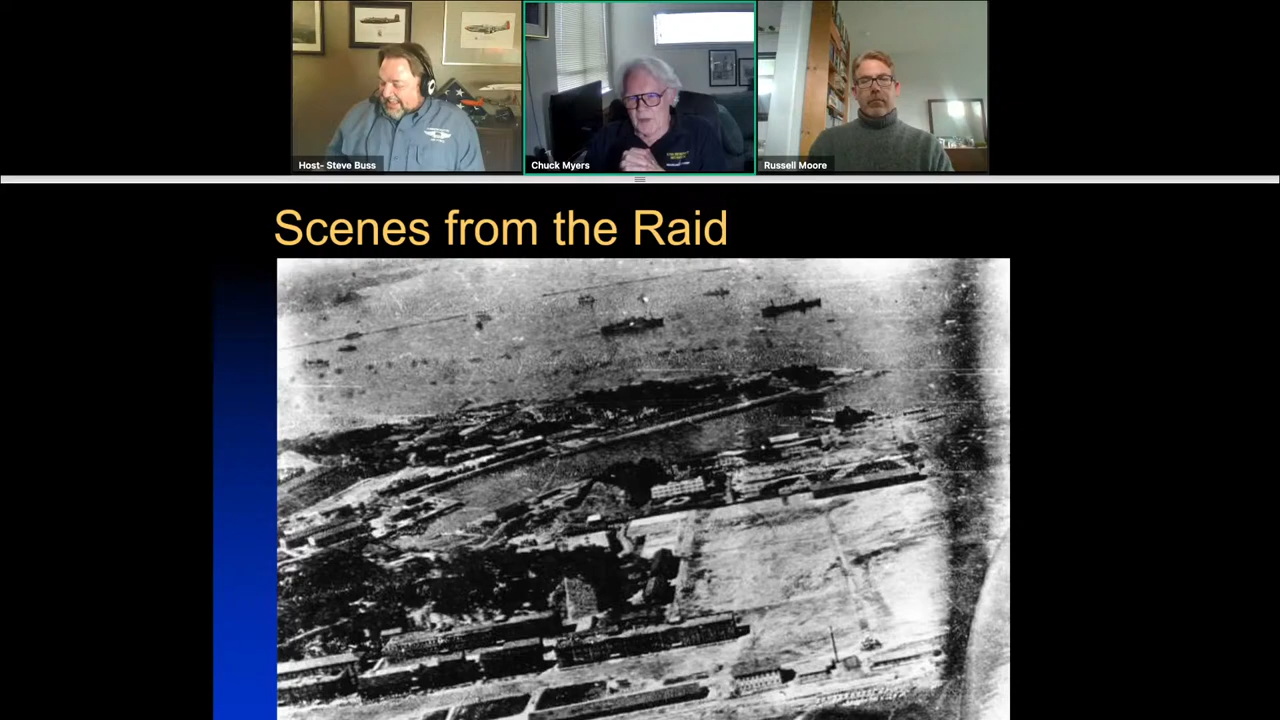 Host- Steve Buss
Chuck Myers
Russell Moore
Scenes from the Raid